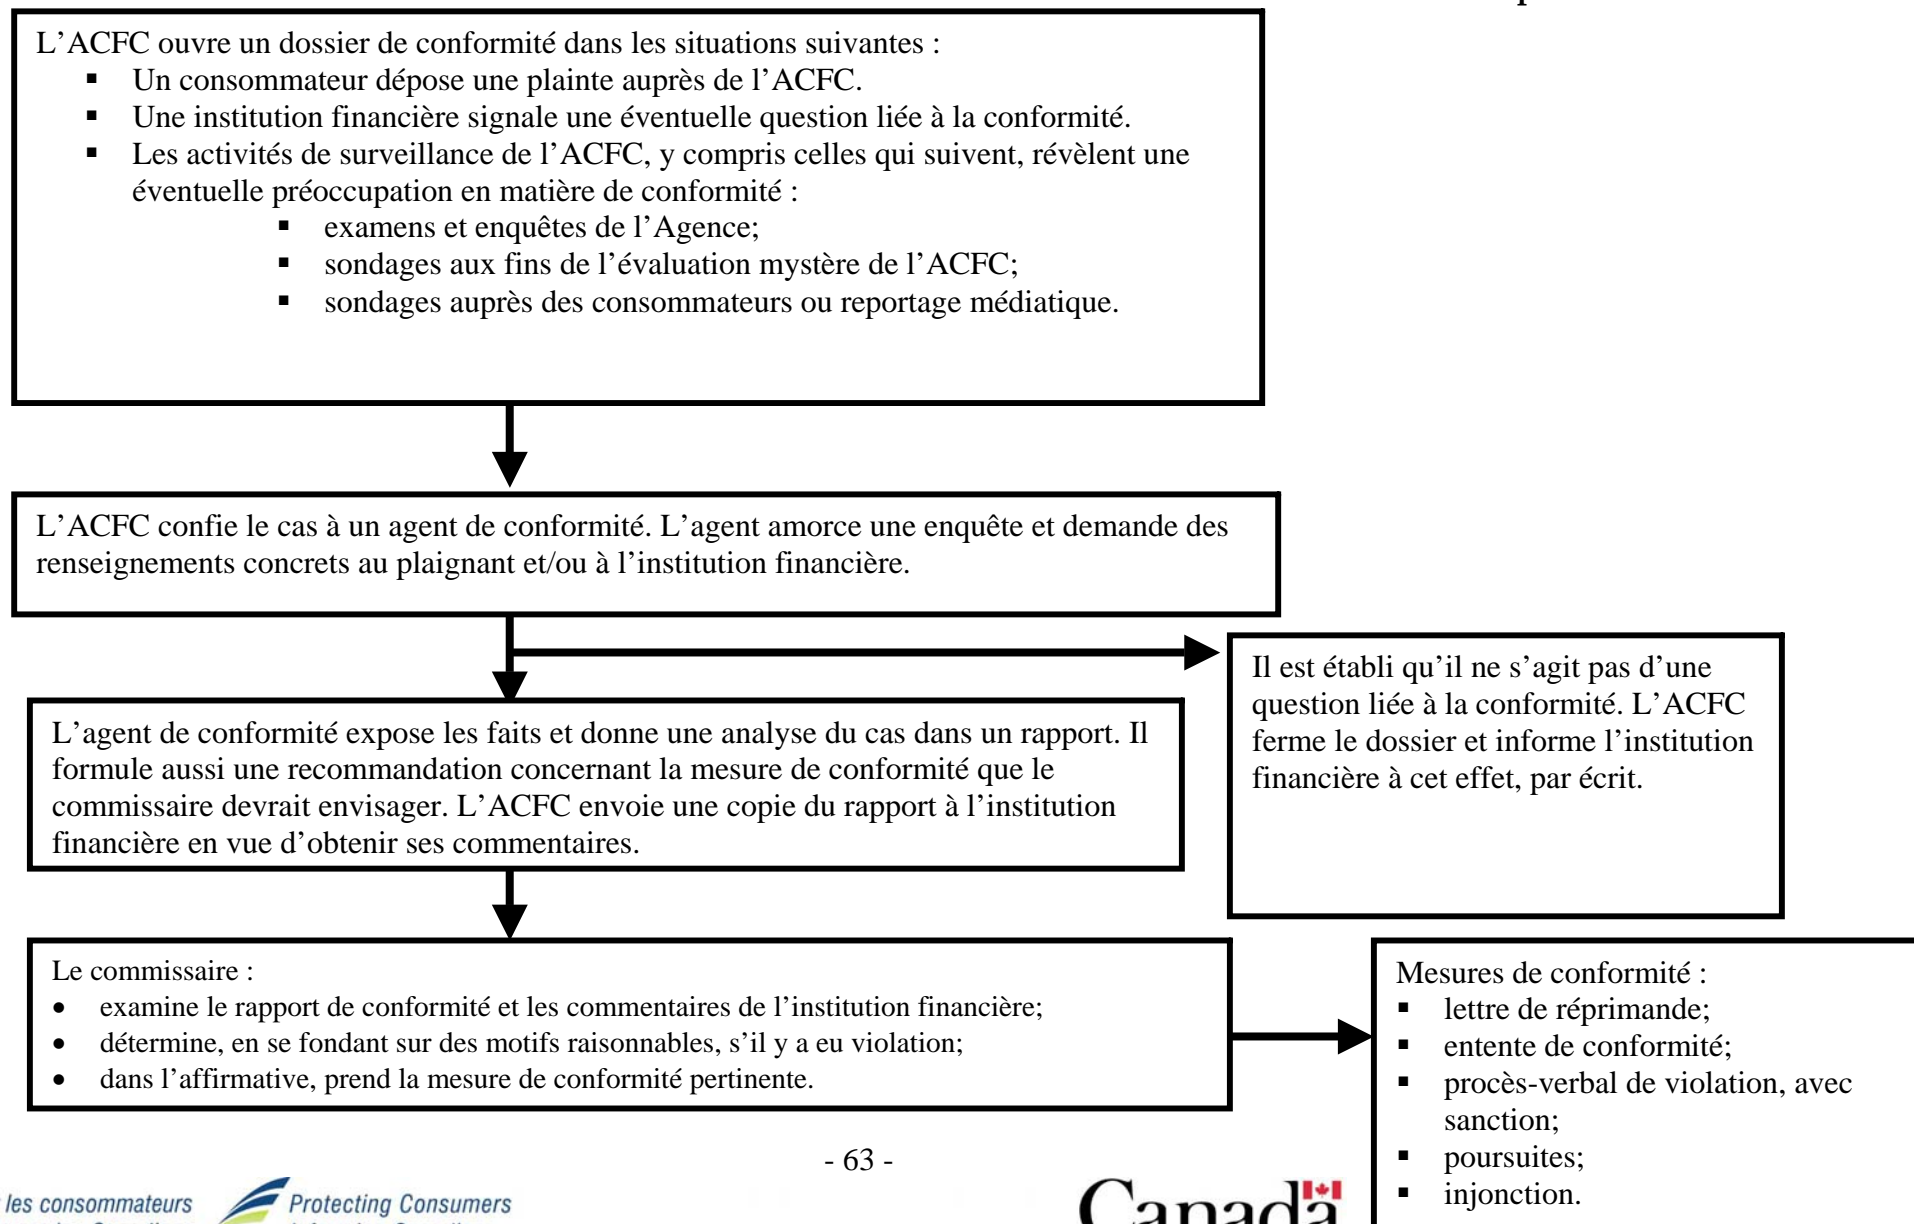 L’ACFC ouvre un dossier de conformité dans les situations suivantes :
▪ Un consommateur dépose une plainte auprès de l’ACFC.
▪ Une institution financière signale une éventuelle question liée à la conformité.
▪ Les activités de surveillance de l’ACFC, y compris celles qui suivent, révèlent une
éventuelle préoccupation en matière de conformité :
▪ examens et enquêtes de l’Agence;
▪ sondages aux fins de l’évaluation mystère de l’ACFC;
▪ sondages auprès des consommateurs ou reportage médiatique.
L’ACFC confie le cas à un agent de conformité. L’agent amorce une enquête et demande des
renseignements concrets au plaignant et/ou à l’institution financière.
Il est établi qu’il ne s’agit pas d’une
question liée à la conformité. L’ACFC
ferme le dossier et informe l’institution
financière à cet effet, par écrit.
L’agent de conformité expose les faits et donne une analyse du cas dans un rapport. Il
formule aussi une recommandation concernant la mesure de conformité que le
commissaire devrait envisager. L’ACFC envoie une copie du rapport à l’institution
financière en vue d’obtenir ses commentaires.
Le commissaire :
• examine le rapport de conformité et les commentaires de l’institution financière;
• détermine, en se fondant sur des motifs raisonnables, s’il y a eu violation;
• dans l’affirmative, prend la mesure de conformité pertinente.
Mesures de conformité :
▪ lettre de réprimande;
▪ entente de conformité;
▪ procès-verbal de violation, avec
sanction;
▪ poursuites;
▪ injonction.
- 63 -
les consommateurs
Protecting Consumers
Canada